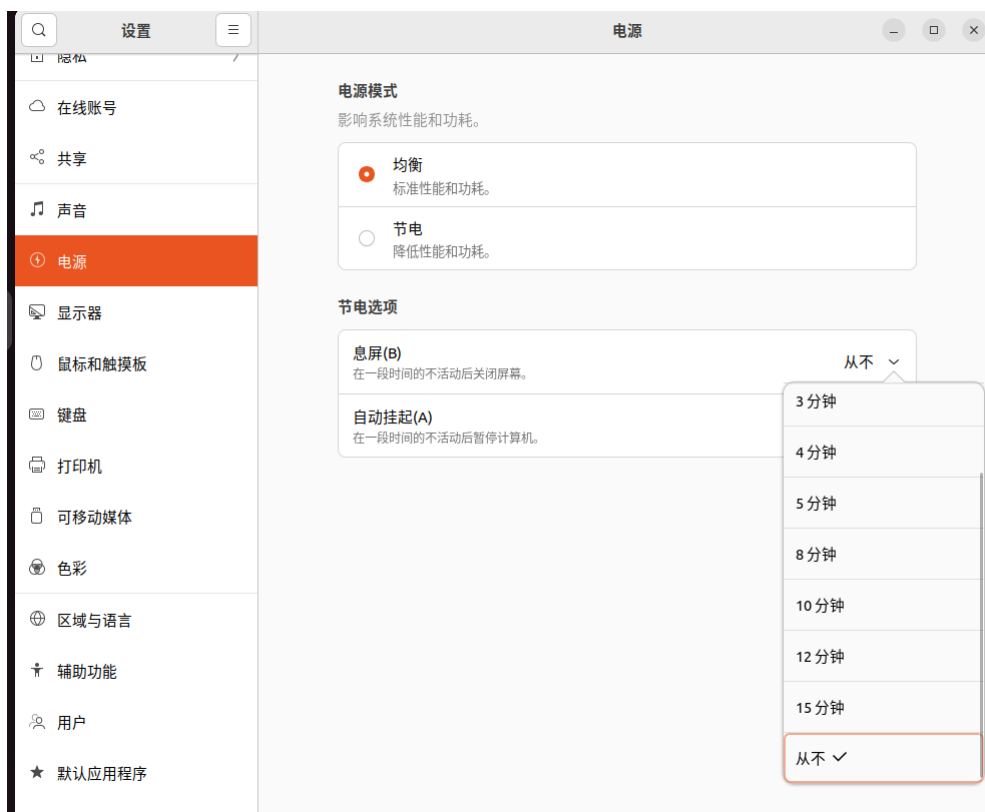 设置
电源
隐私
在线账号
共享
声音
电源
显示器
鼠标和触摸板
键盘
打印机
可移动媒体
色彩
区域与语言
辅助功能
用户
默认应用程序
电源模式
影响系统性能和功耗。
均衡
标准性能和功耗。
节电
降低性能和功耗。
节电选项
息屏(B)
在一段时间的不活动后关闭屏幕。
从不
自动挂起(A)
在一段时间的不活动后暂停计算机。
3 分钟
4 分钟
5 分钟
8 分钟
10 分钟
12 分钟
15 分钟
从不